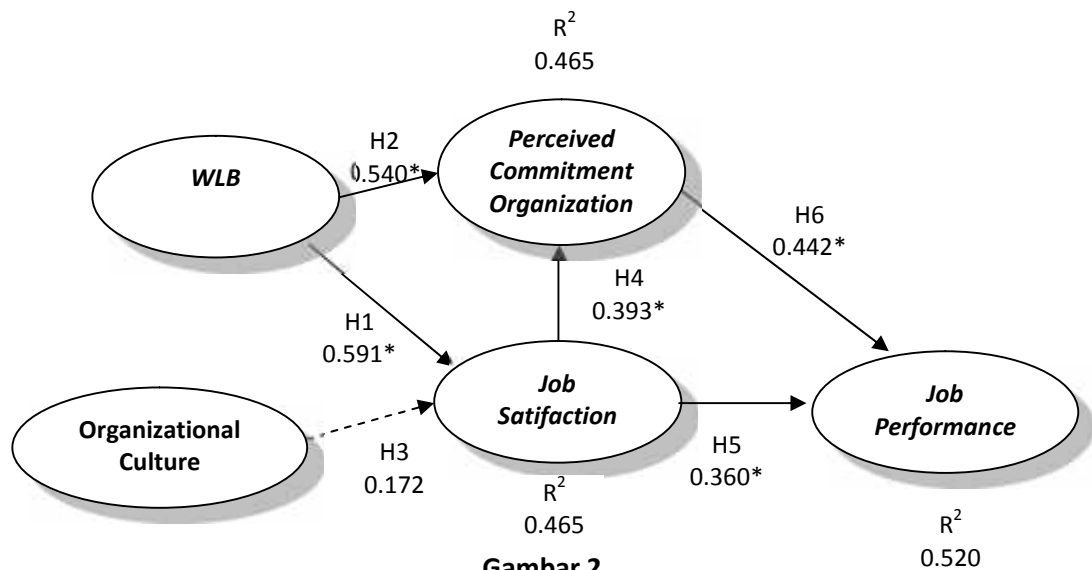 R²
0.465
H2
0.540*
WLB
Perceived
Commitment
Organization
H6
0.442*
H4
0.393*
H1
0.591*
Job
Satifaction
Job
Performance
Organizational
Culture
H3
0.172
H5
0.360*
R²
0.465
R²
0.520
Gambar 2